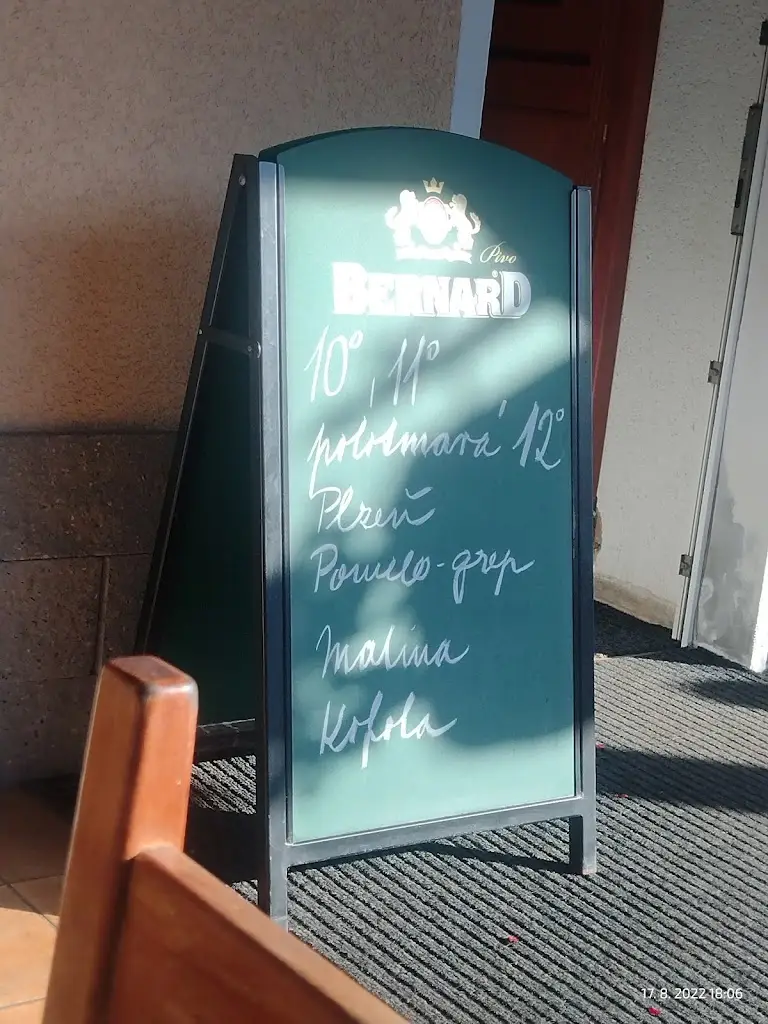 Pivo
BERNARD
10°, 11°
polotmavá 12°
Plzeň
Pomelo-grep
Malina
Kofola
17. 8. 2022 18:06